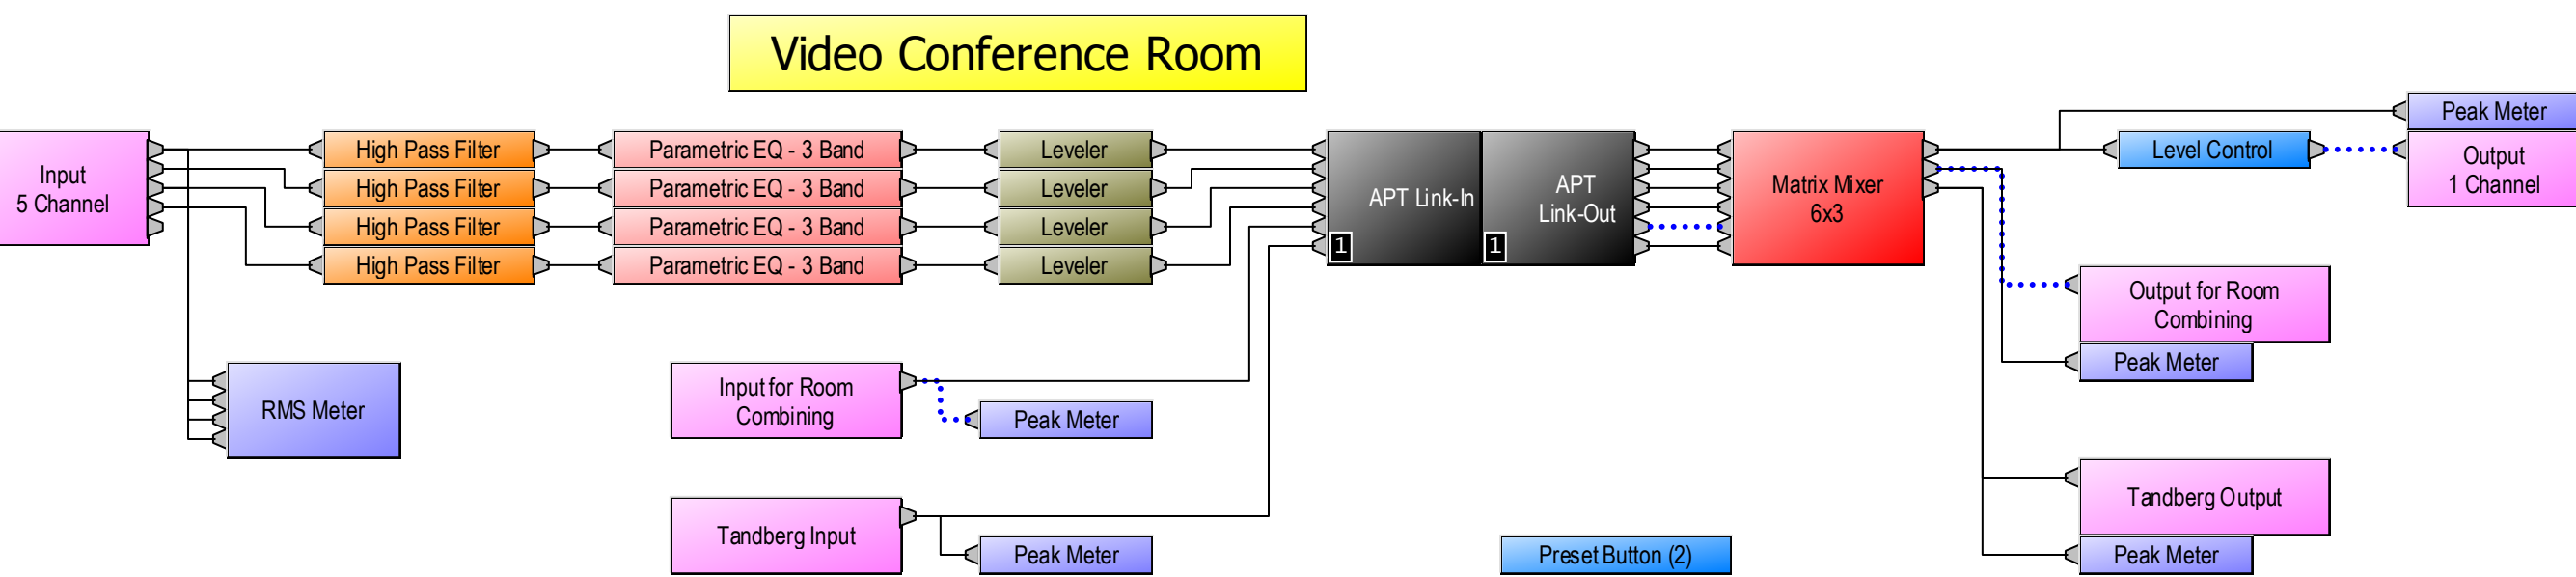 Video Conference Room
Peak Meter
Input
5 Channel
High Pass Filter
Parametric EQ - 3 Band
Leveler
High Pass Filter
Parametric EQ - 3 Band
Leveler
High Pass Filter
Parametric EQ - 3 Band
Leveler
High Pass Filter
Parametric EQ - 3 Band
Leveler
APT Link-In
1
APT
Link-Out
1
Matrix Mixer
6x3
Level Control
Output
1 Channel
Output for Room
Combining
Peak Meter
RMS Meter
Input for Room
Combining
Peak Meter
Tandberg Input
Peak Meter
Preset Button (2)
Tandberg Output
Peak Meter